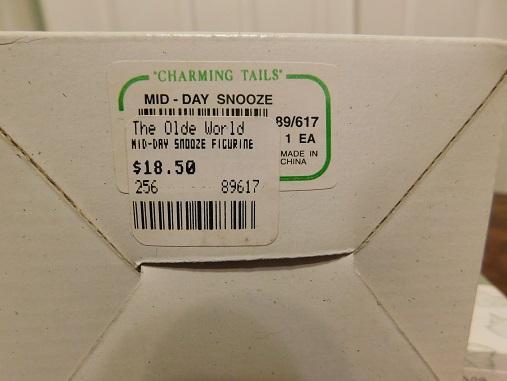 "CHARMING TAILS"
MID - DAY SNOOZE
89/617
1 EA
MADE IN
CHINA
The Olde World
MID-DAY SNOOZE FIGURINE
$18.50
256 89617